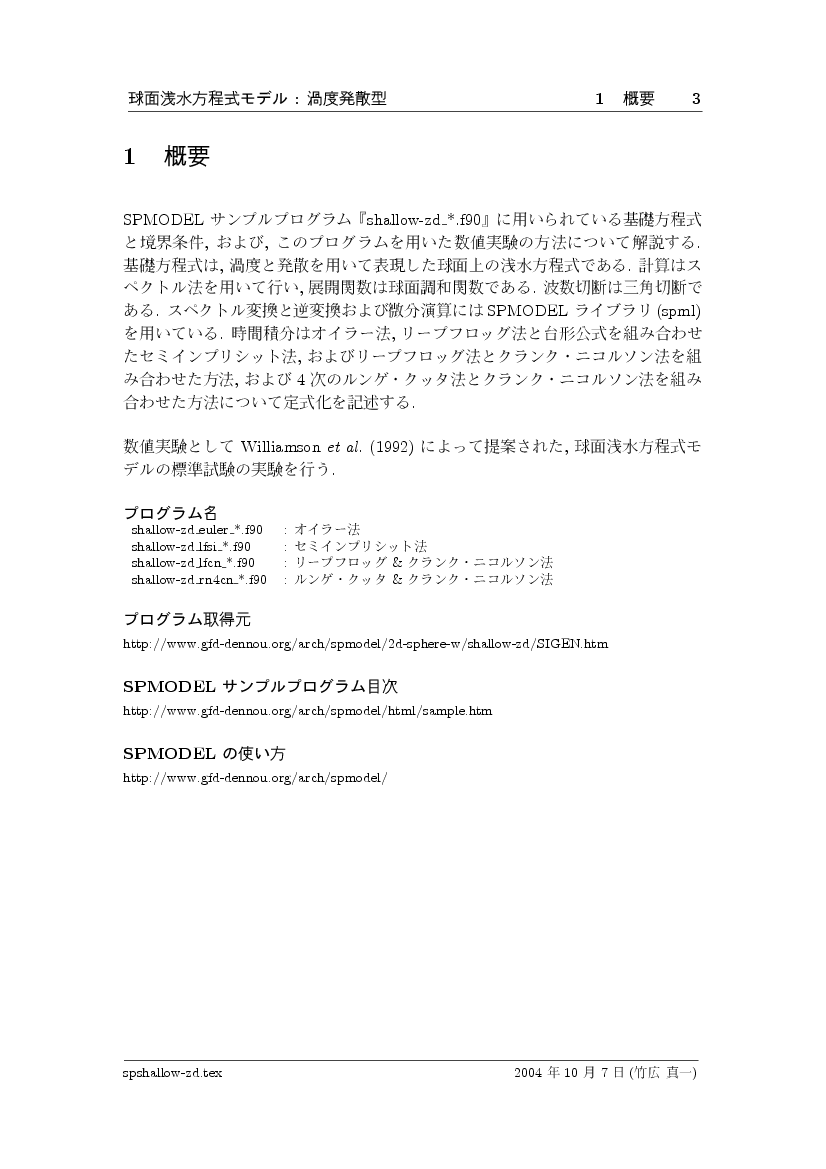 球面浅水方程式モデル : 渦度発散型 1 概要 3
1 概要
SPMODEL サンプルプログラム『shallow-zd_*.f90』に用いられている基礎方程式
と境界条件, および, このプログラムを用いた数値実験の方法について解説する.
基礎方程式は, 渦度と発散を用いて表現した球面上の浅水方程式である. 計算はス
ペクトル法を用いて行い, 展開関数は球面調和関数である. 波数切断は三角切断で
ある. スペクトル変換と逆変換および微分演算には SPMODEL ライブラリ (spml)
を用いている. 時間積分はオイラー法, リープフロッグ法と台形公式を組み合わせ
たセミインプリシット法, およびリープフロッグ法とクランク・ニコルソン法を組
み合わせた方法, および 4 次のルンゲ・クッタ法とクランク・ニコルソン法を組み
合わせた方法について定式化を記述する.
数値実験として Williamson et al. (1992) によって提案された, 球面浅水方程式モ
デルの標準試験の実験を行う.
プログラム名
shallow-zd_euler_*.f90 : オイラー法
shallow-zd_lfsi_*.f90 : セミインプリシット法
shallow-zd_lfcn_*.f90 : リープフロッグ & クランク・ニコルソン法
shallow-zd_rn4cn_*.f90 : ルンゲ・クッタ & クランク・ニコルソン法
プログラム取得元
http://www.gfd-dennou.org/arch/spmodel/2d-sphere-w/shallow-zd/SIGEN.htm
SPMODEL サンプルプログラム目次
http://www.gfd-dennou.org/arch/spmodel/html/sample.htm
SPMODEL の使い方
http://www.gfd-dennou.org/arch/spmodel/
spshallow-zd.tex 2004 年 10 月 7 日 (竹広 真一)